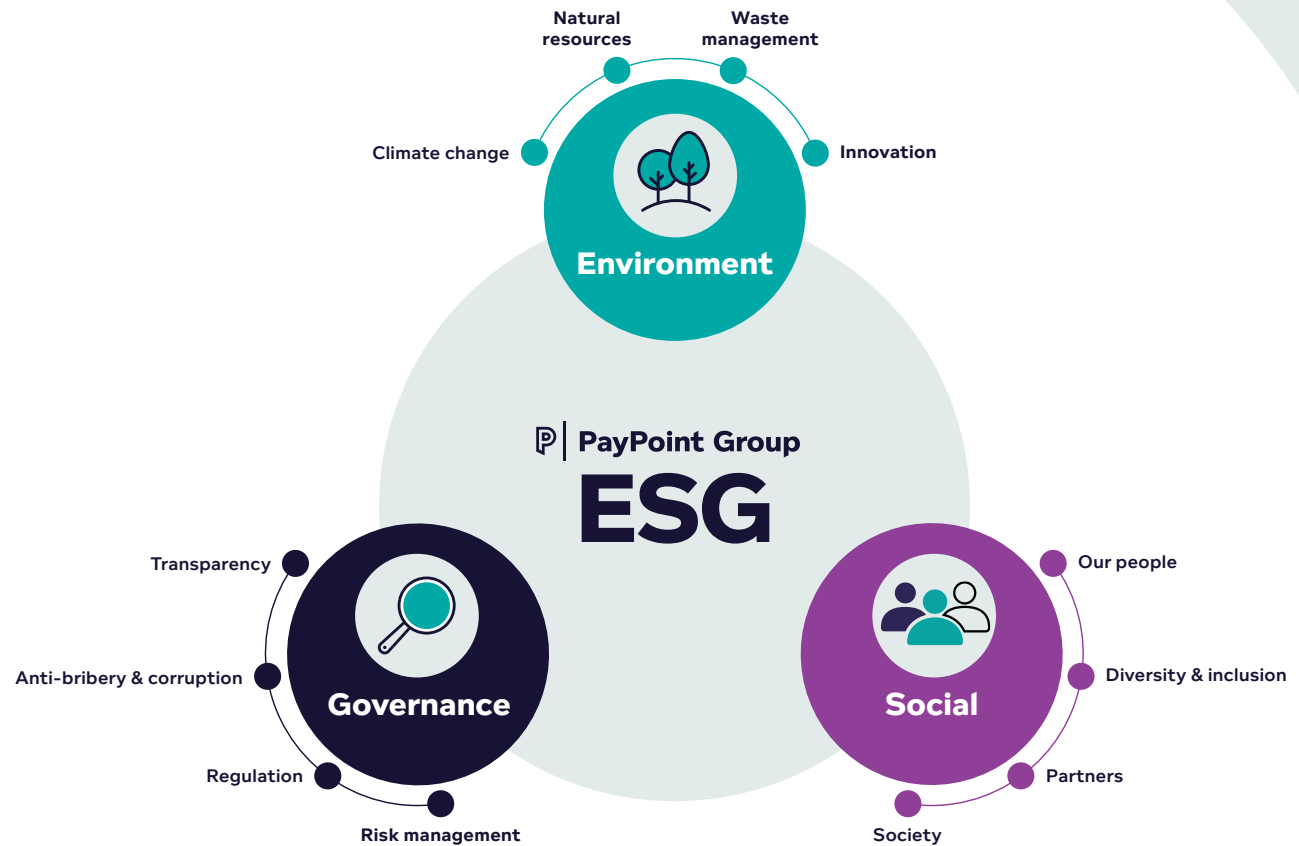 Natural
resources
Waste
management
Climate change
Innovation
Environment
PayPoint Group
ESG
Transparency
Anti-bribery & corruption
Regulation
Risk management
Governance
Our people
Diversity & inclusion
Partners
Society
Social